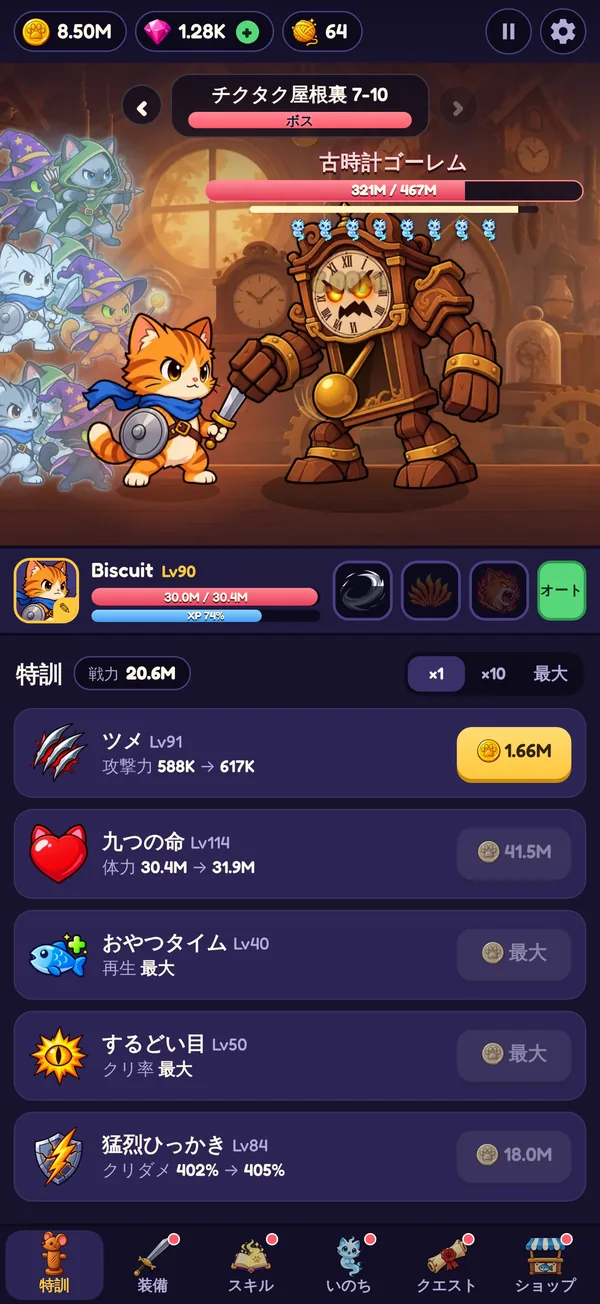 8.50M
1.28K
64
チクタク屋根裏 7-10
ボス
古時計ゴーレム
321M / 467M
Biscuit Lv90
30.0M / 30.4M
XP 74%
オート
特訓
戦力 20.6M
×1
×10
最大
ツメ Lv91
攻撃力 588K → 617K
1.66M
九つの命 Lv114
体力 30.4M → 31.9M
41.5M
おやつタイム Lv40
再生 最大
最大
するどい目 Lv50
クリ率 最大
最大
猛烈ひっかき Lv84
クリダメ 402% → 405%
18.0M
特訓
装備
スキル
いのち
クエスト
ショップ